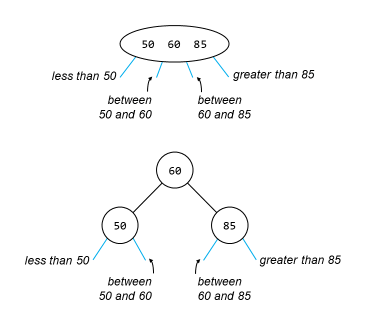 50 60 85
less than 50
greater than 85
between
50 and 60
between
60 and 85
60
50
85
less than 50
greater than 85
between
50 and 60
between
60 and 85